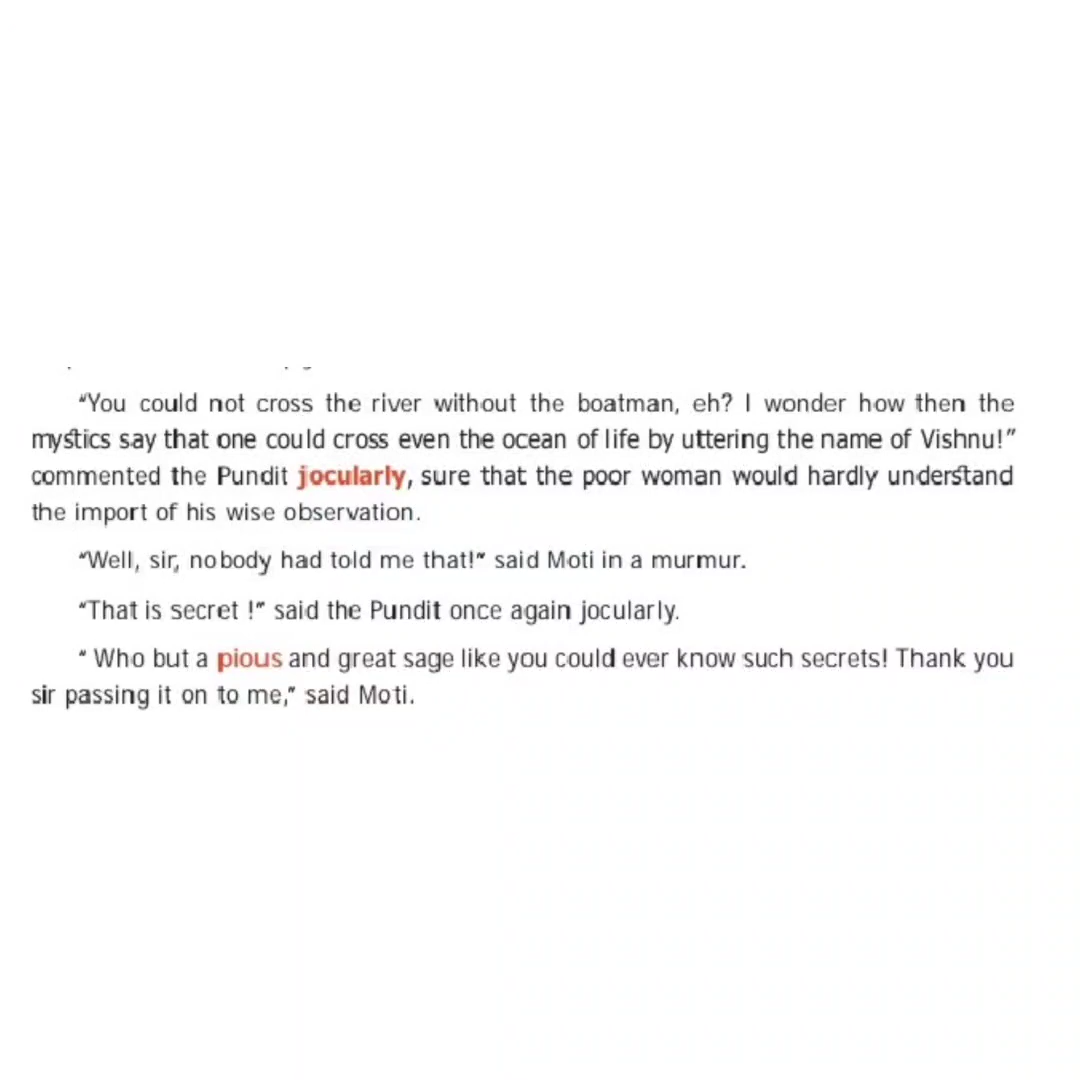 “You could not cross the river without the boatman, eh? I wonder how then the
mystics say that one could cross even the ocean of life by uttering the name of Vishnu!”
commented the Pundit jocularly, sure that the poor woman would hardly understand
the import of his wise observation.
“Well, sir, nobody had told me that!” said Moti in a murmur.
“That is secret !” said the Pundit once again jocularly.
“ Who but a pious and great sage like you could ever know such secrets! Thank you
sir passing it on to me,” said Moti.